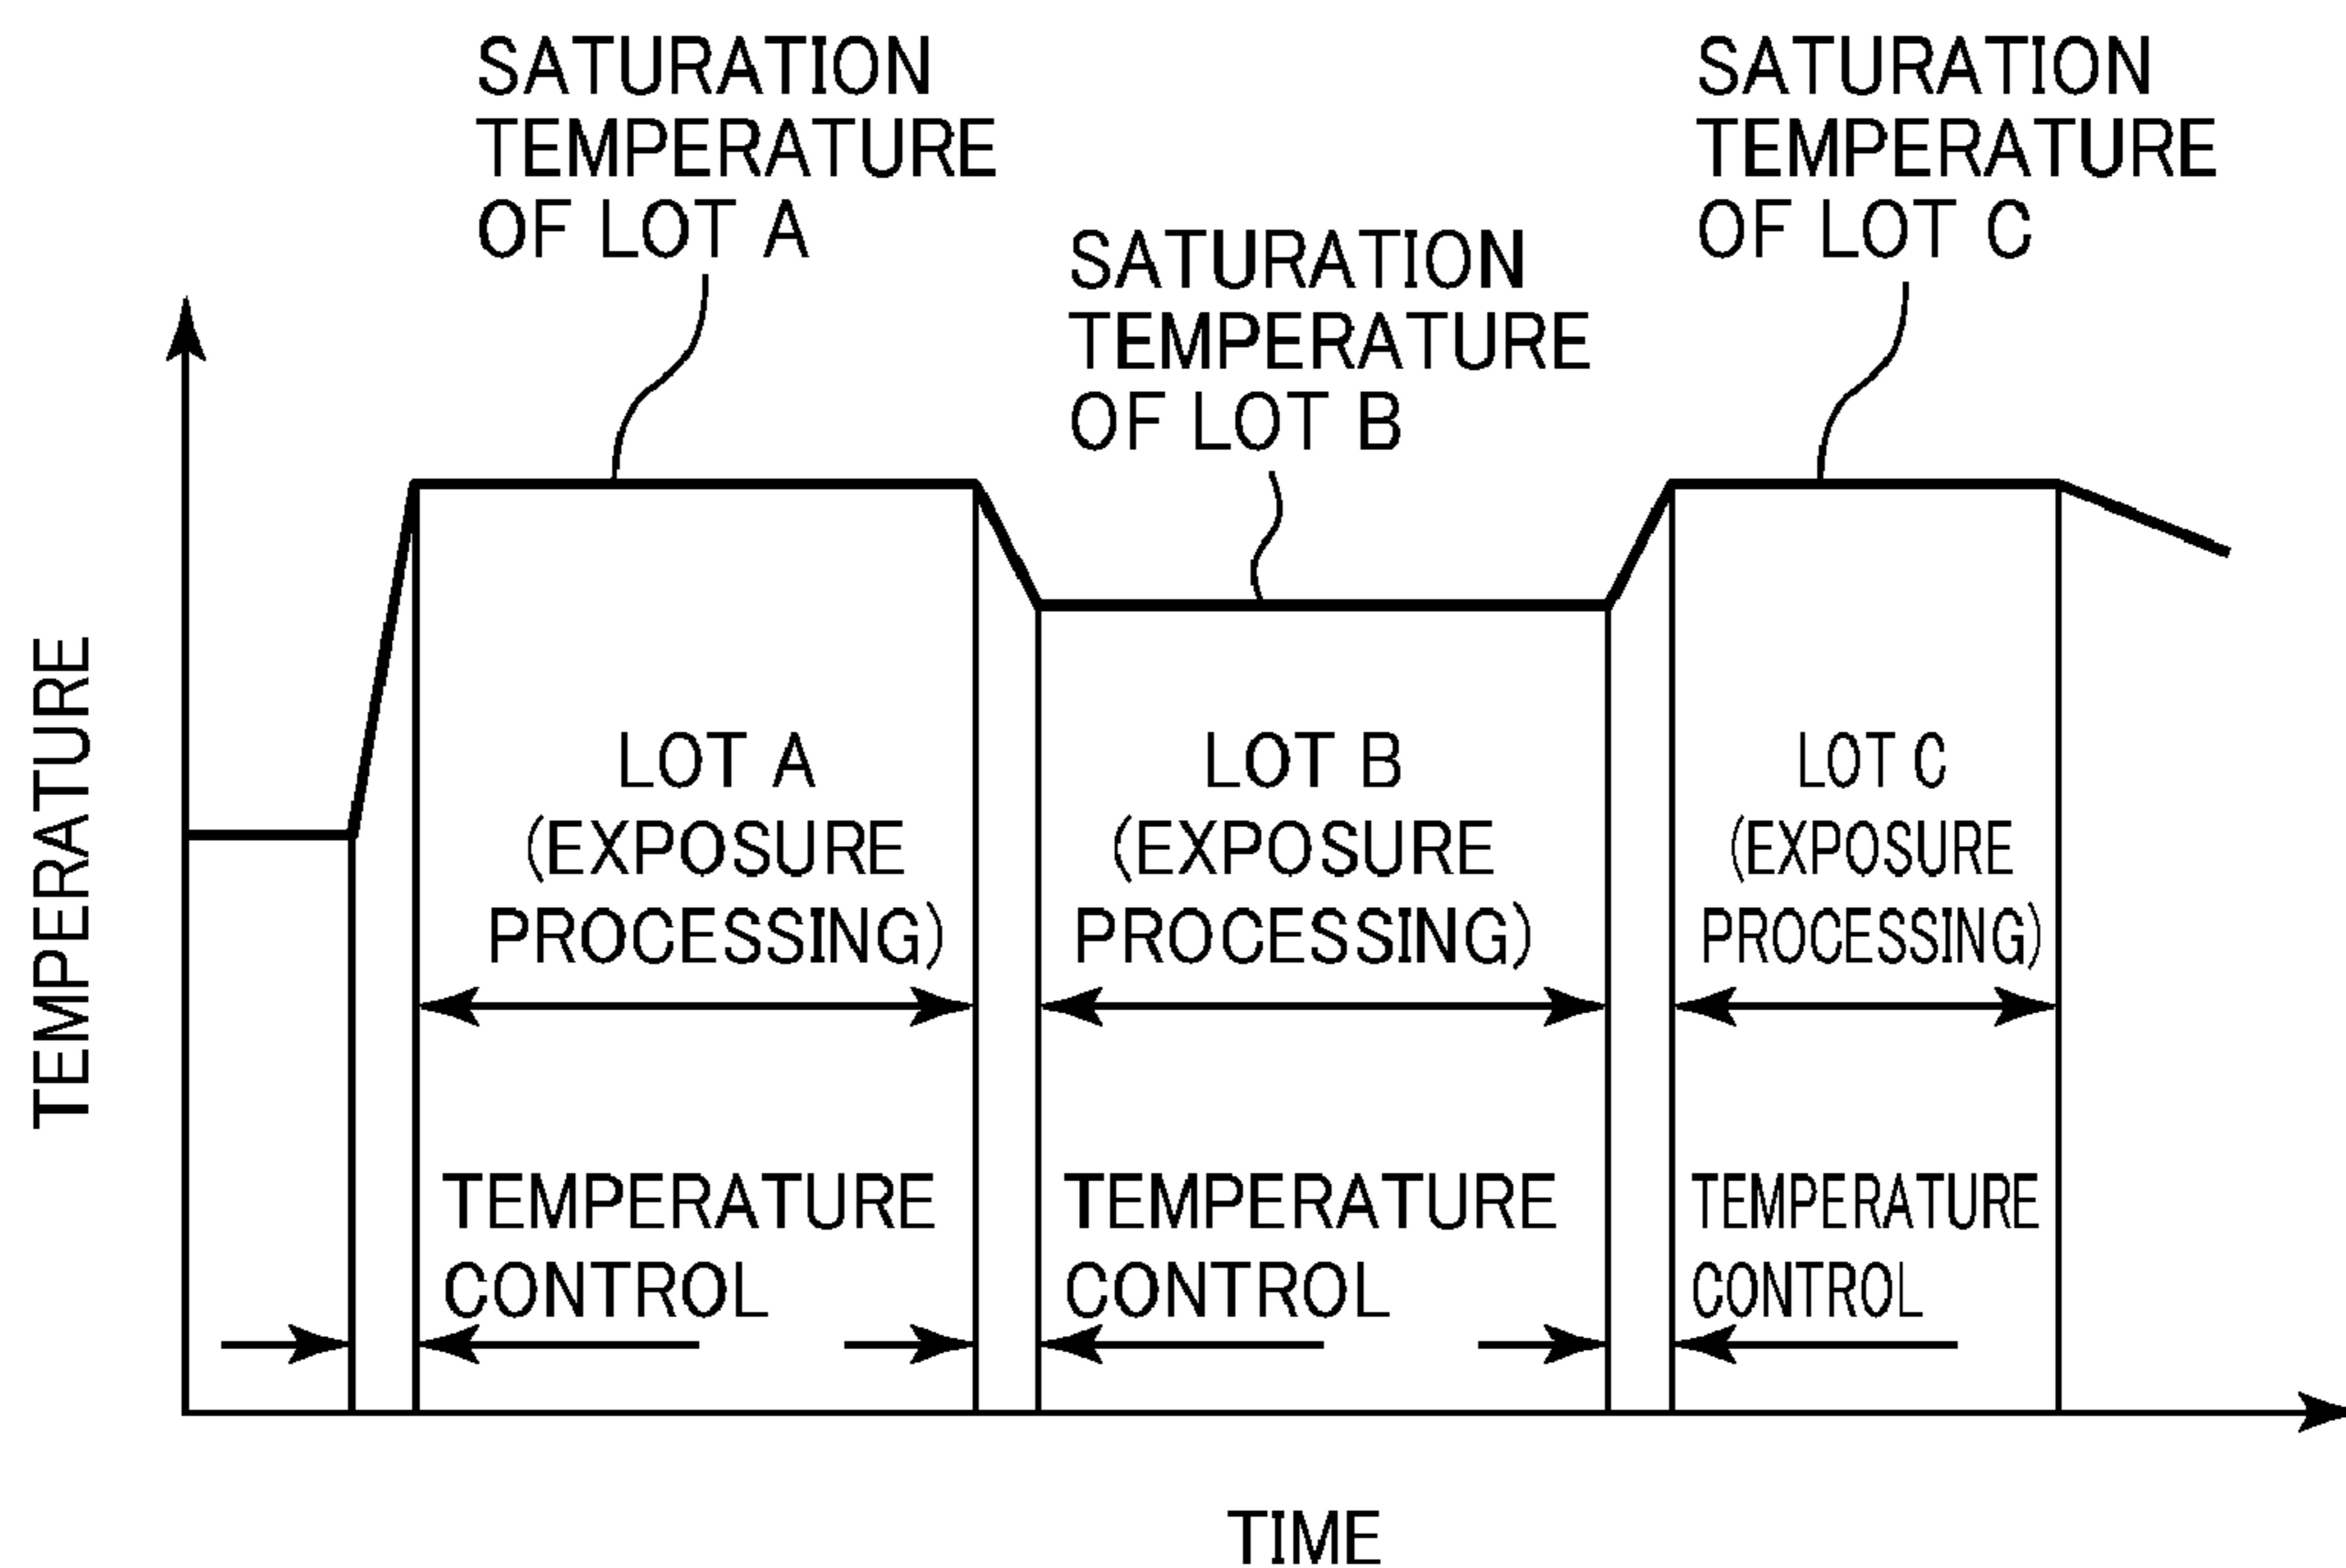 SATURATION
TEMPERATURE
OF LOT A
SATURATION
TEMPERATURE
OF LOT B
SATURATION
TEMPERATURE
OF LOT C
TEMPERATURE
LOT A
(EXPOSURE
PROCESSING)
LOT B
(EXPOSURE
PROCESSING)
LOT C
(EXPOSURE
PROCESSING)
TEMPERATURE
CONTROL
TEMPERATURE
CONTROL
TEMPERATURE
CONTROL
TIME